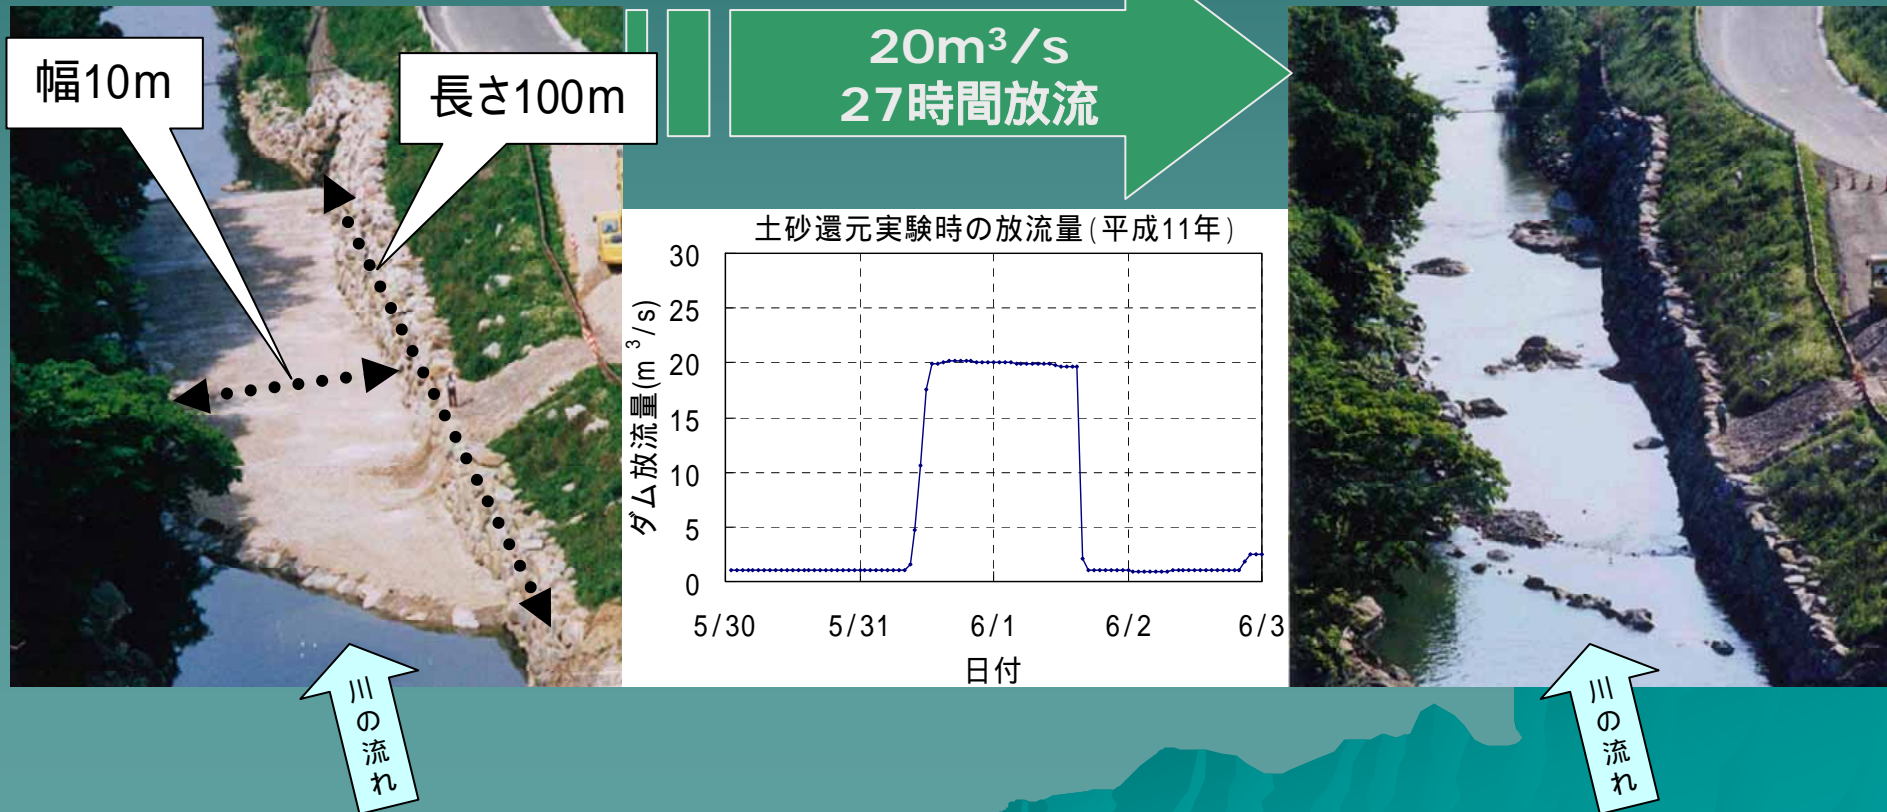 幅10m
長さ100m
20m³/s
27時間放流
土砂還元実験時の放流量(平成11年)
ダム放流量(m³/s)
30
25
20
15
10
5
0
5/30 5/31 6/1 6/2 6/3
日付
川の流れ
川の流れ